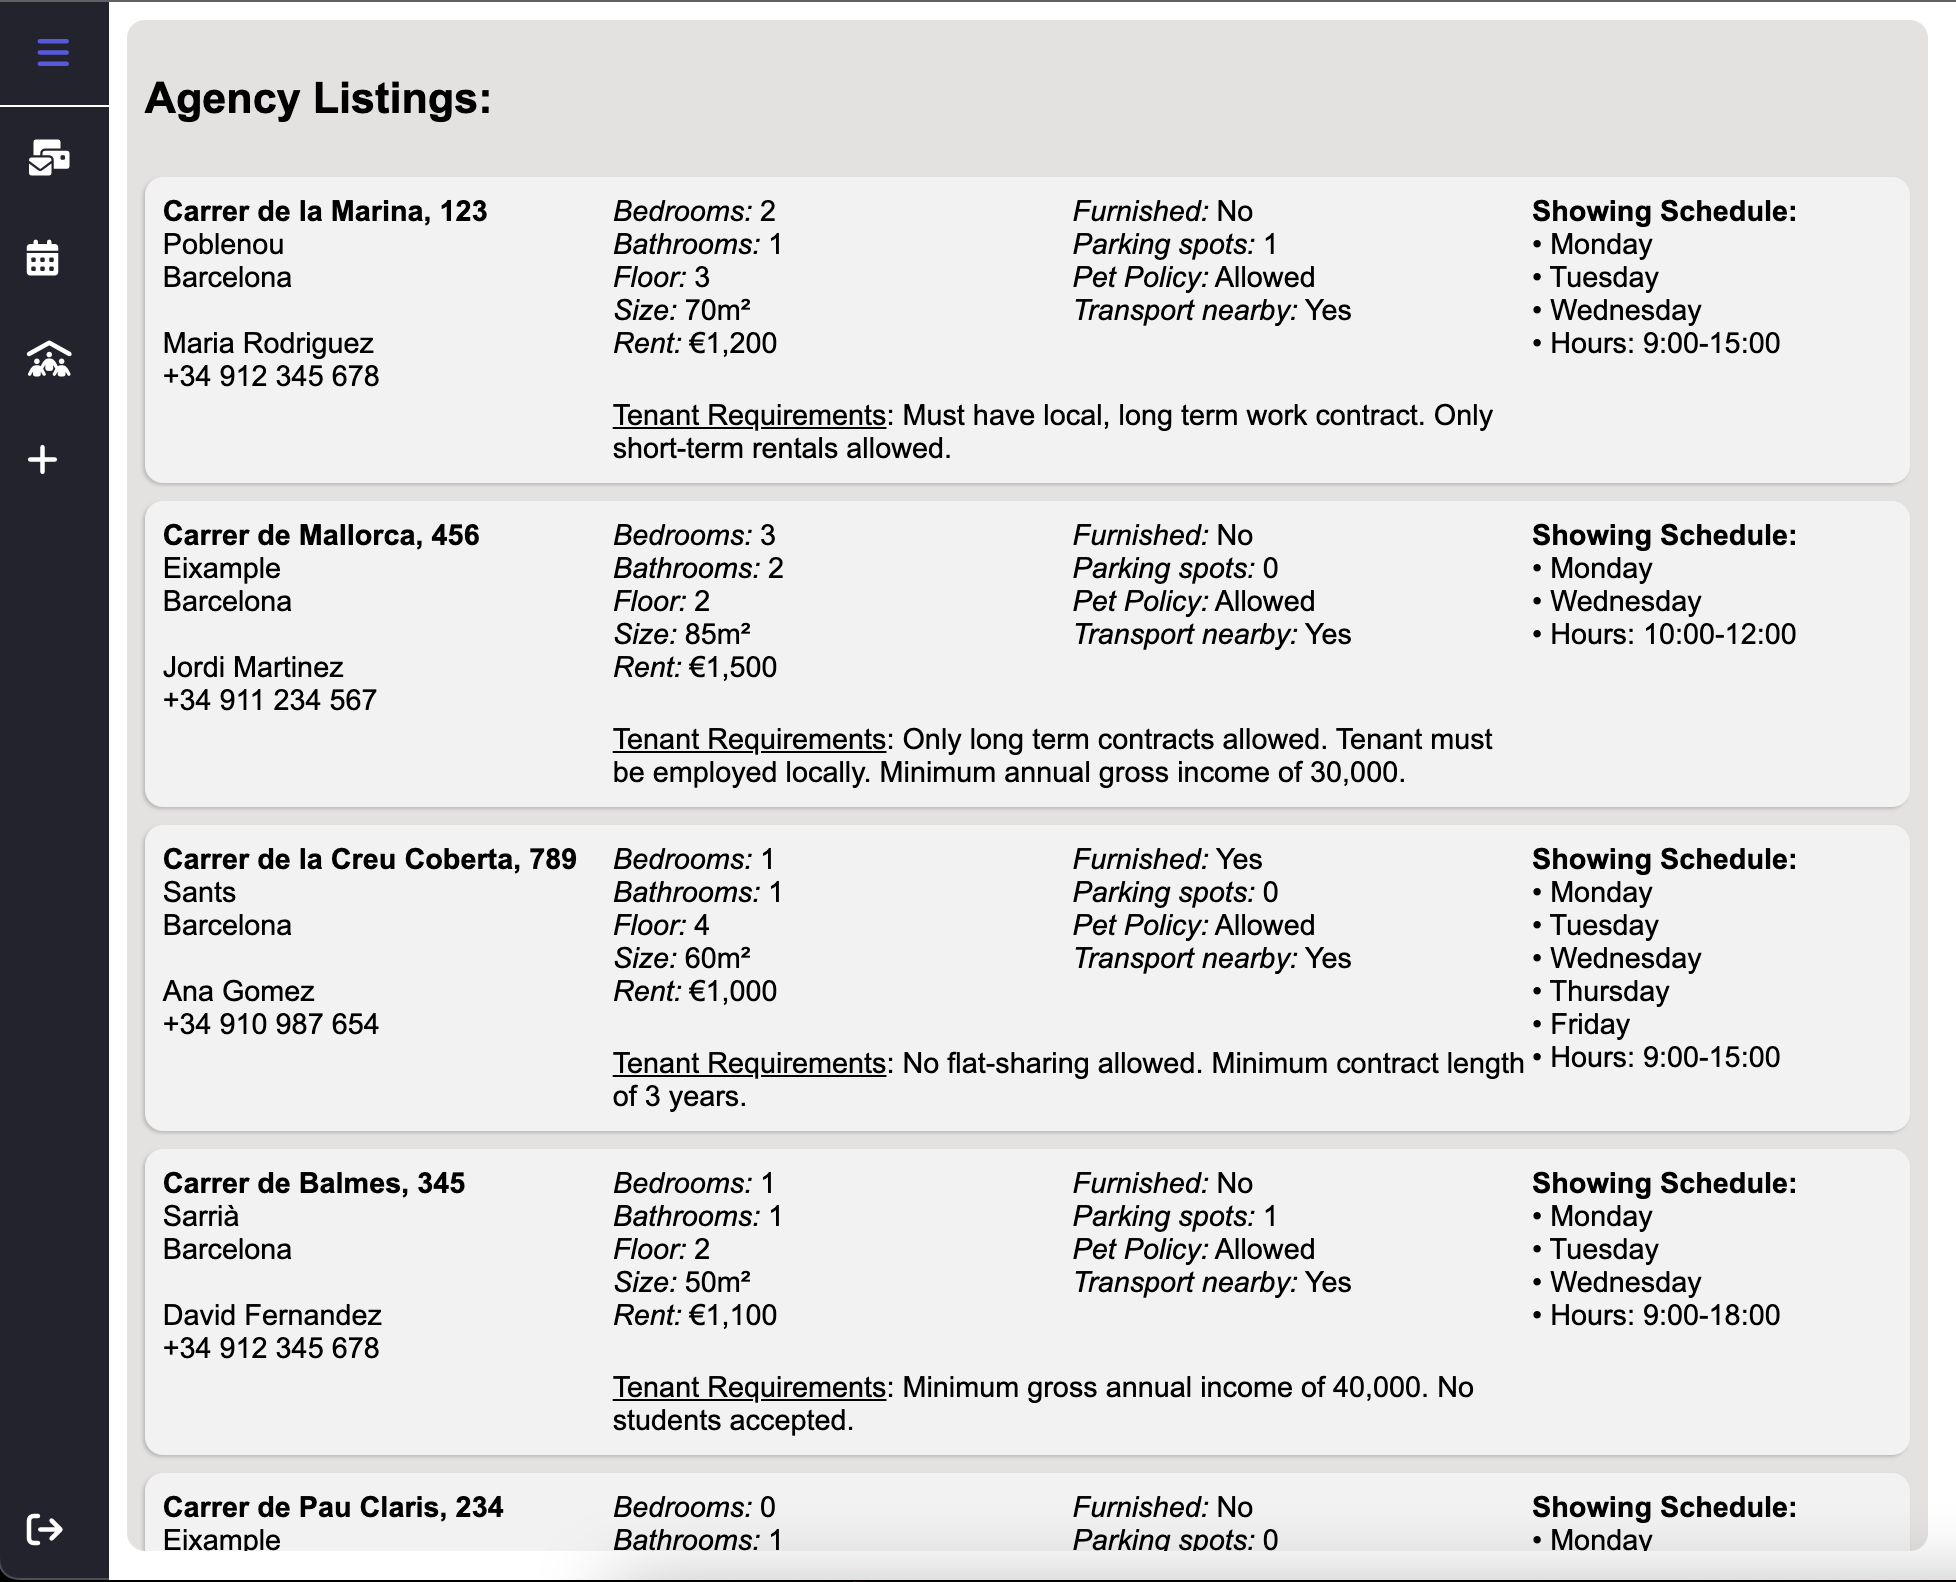 Agency Listings:
Carrer de la Marina, 123
Poblenou
Barcelona
Maria Rodriguez
+34 912 345 678
Bedrooms: 2
Bathrooms: 1
Floor: 3
Size: 70m²
Rent: €1,200
Furnished: No
Parking spots: 1
Pet Policy: Allowed
Transport nearby: Yes
Tenant Requirements: Must have local, long term work contract. Only
short-term rentals allowed.
Showing Schedule:
• Monday
• Tuesday
• Wednesday
• Hours: 9:00-15:00
Carrer de Mallorca, 456
Eixample
Barcelona
Jordi Martinez
+34 911 234 567
Bedrooms: 3
Bathrooms: 2
Floor: 2
Size: 85m²
Rent: €1,500
Furnished: No
Parking spots: 0
Pet Policy: Allowed
Transport nearby: Yes
Tenant Requirements: Only long term contracts allowed. Tenant must
be employed locally. Minimum annual gross income of 30,000.
Showing Schedule:
• Monday
• Wednesday
• Hours: 10:00-12:00
Carrer de la Creu Coberta, 789
Sants
Barcelona
Ana Gomez
+34 910 987 654
Bedrooms: 1
Bathrooms: 1
Floor: 4
Size: 60m²
Rent: €1,000
Furnished: Yes
Parking spots: 0
Pet Policy: Allowed
Transport nearby: Yes
Tenant Requirements: No flat-sharing allowed. Minimum contract length
of 3 years.
Showing Schedule:
• Monday
• Tuesday
• Wednesday
• Thursday
• Friday
• Hours: 9:00-15:00
Carrer de Balmes, 345
Sarrià
Barcelona
David Fernandez
+34 912 345 678
Bedrooms: 1
Bathrooms: 1
Floor: 2
Size: 50m²
Rent: €1,100
Furnished: No
Parking spots: 1
Pet Policy: Allowed
Transport nearby: Yes
Tenant Requirements: Minimum gross annual income of 40,000. No
students accepted.
Showing Schedule:
• Monday
• Tuesday
• Wednesday
• Hours: 9:00-18:00
Carrer de Pau Claris, 234
Eixample
Bedrooms: 0
Bathrooms: 1
Furnished: No
Parking spots: 0
Showing Schedule:
• Monday